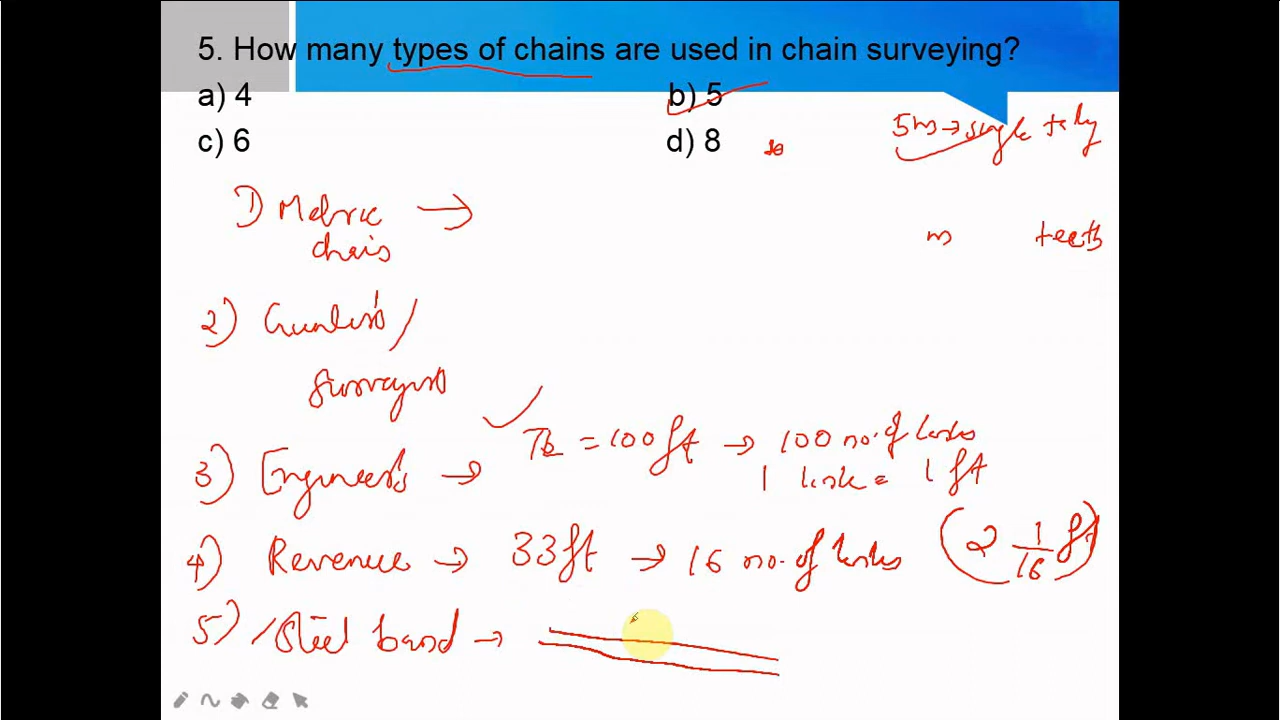 5. How many types of chains are used in chain surveying?
a) 4 b) 5
c) 6 d) 8
5m → single tally
1) Metric →
chain
m teeth
2) Gunter's /
Surveyor's
3) Engineer's → = 100 ft → 100 no. of links
1 link = 1 ft
4) Revenue → 33 ft → 16 no. of links (2 1/16 ft)
5) Steel band →